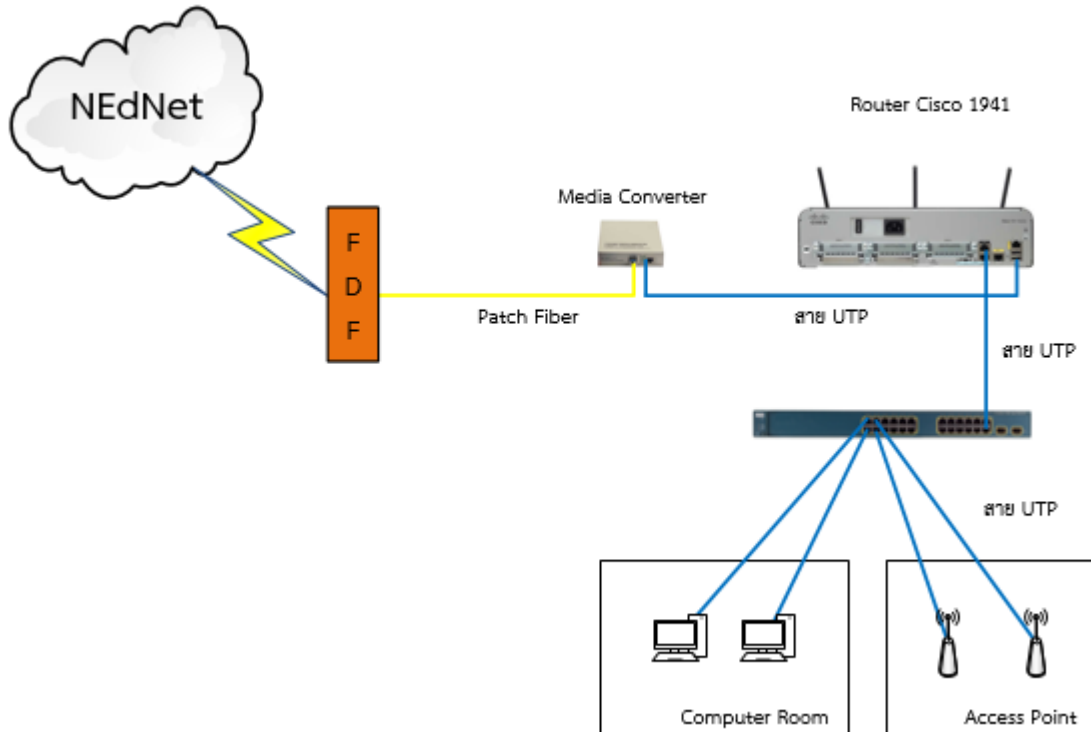 NEdNet
Router Cisco 1941
Media Converter
F
D
F
Patch Fiber
สาย UTP
สาย UTP
สาย UTP
Computer Room
Access Point